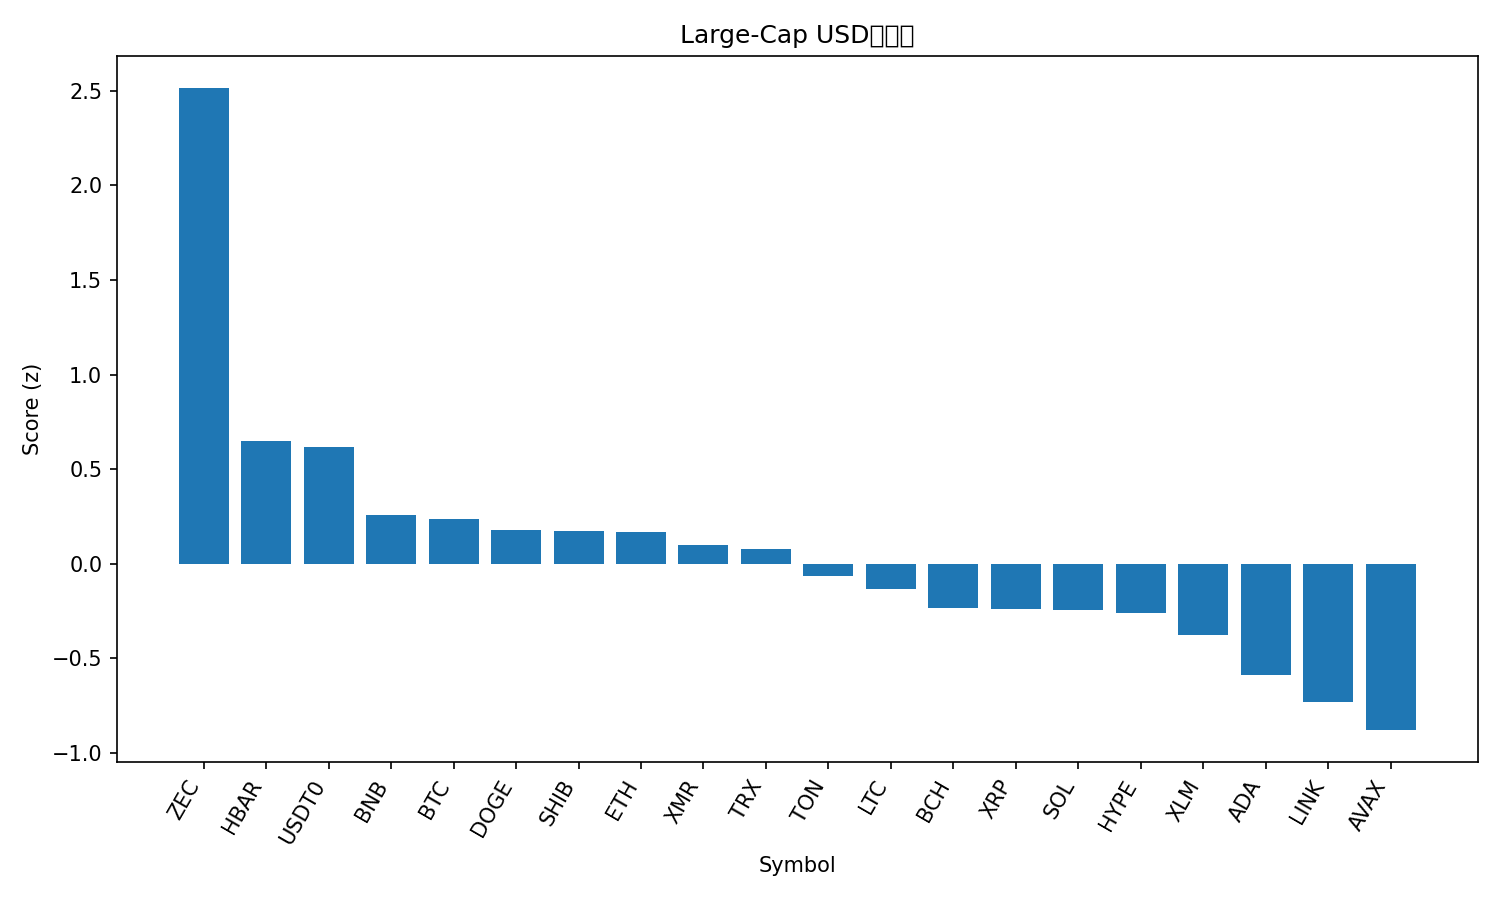 Large-Cap USD
Score (z)
2.5
2.0
1.5
1.0
0.5
0.0
−0.5
−1.0
ZEC
HBAR
USDT0
BNB
BTC
DOGE
SHIB
ETH
XMR
TRX
TON
LTC
BCH
XRP
SOL
HYPE
XLM
ADA
LINK
AVAX
Symbol